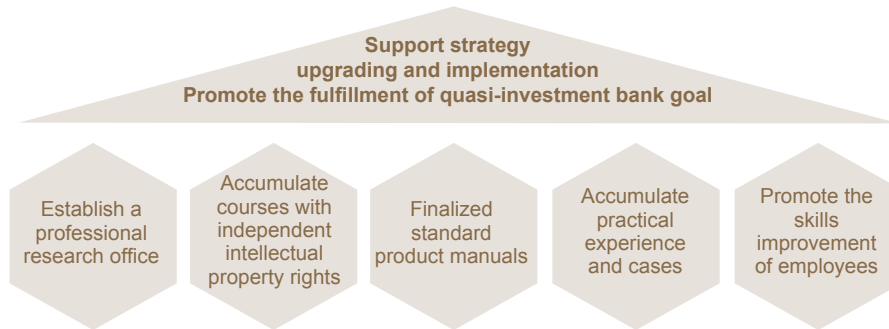 Support strategy
upgrading and implementation
Promote the fulfillment of quasi-investment bank goal
Establish a
professional
research office
Accumulate
courses with
independent
intellectual
property rights
Finalized
standard
product manuals
Accumulate
practical
experience
and cases
Promote the
skills
improvement
of employees